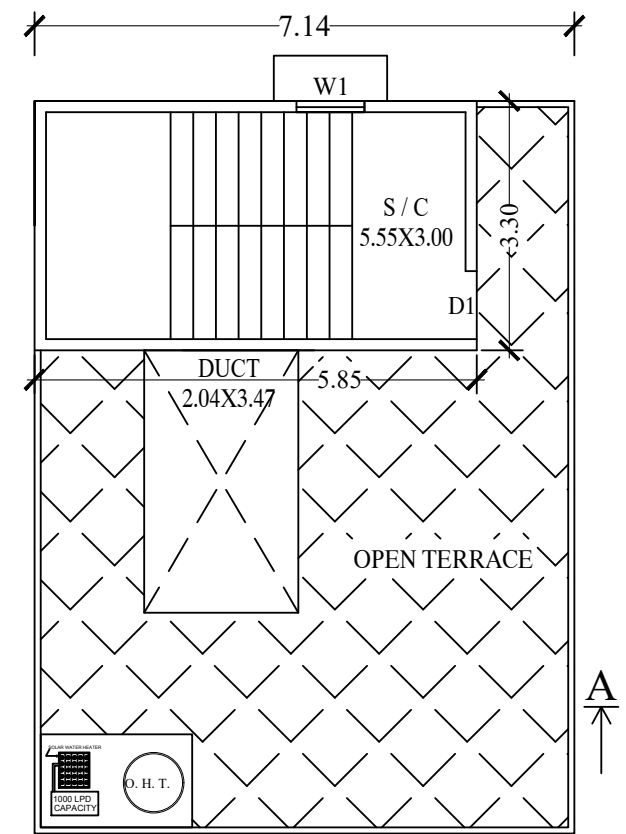 7.14
W1
S / C
5.55X3.00
3.30
D1
DUCT
2.04X3.47
5.85
OPEN TERRACE
A
SOLAR WATER HEATER
O. H. T.
1000 LPD
CAPACITY